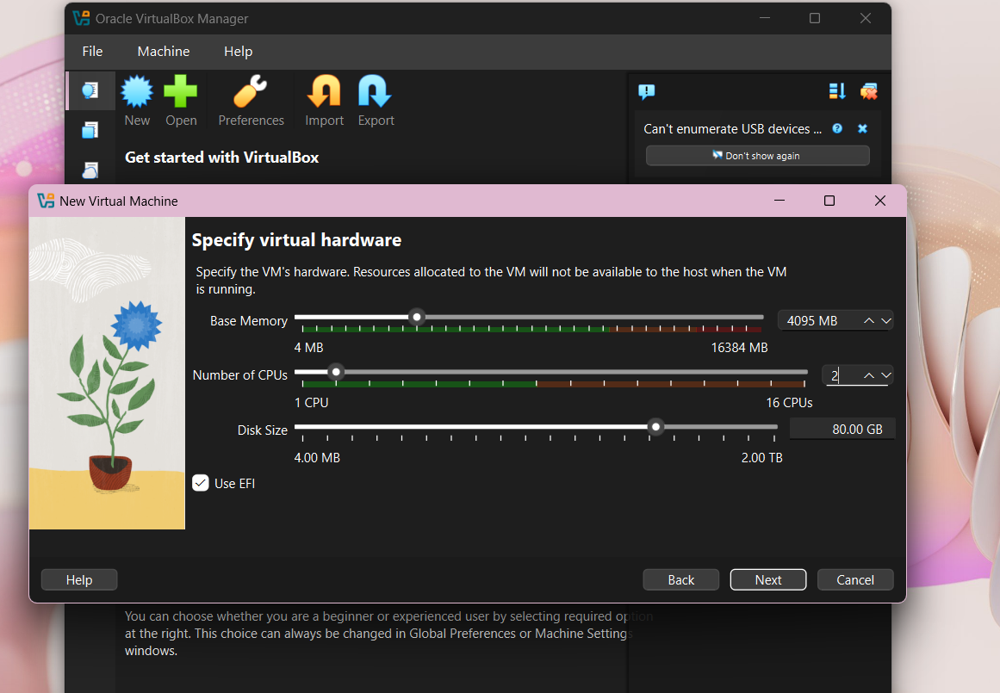 Oracle VirtualBox Manager
File Machine Help
New Open Preferences Import Export
Can't enumerate USB devices ...
Don't show again
Get started with VirtualBox
New Virtual Machine
Specify virtual hardware
Specify the VM's hardware. Resources allocated to the VM will not be available to the host when the VM
is running.
Base Memory 4095 MB
4 MB 16384 MB
Number of CPUs 2
1 CPU 16 CPUs
Disk Size 80.00 GB
4.00 MB 2.00 TB
Use EFI
Help Back Next Cancel
You can choose whether you are a beginner or experienced user by selecting required option
at the right. This choice can always be changed in Global Preferences or Machine Settings
windows.